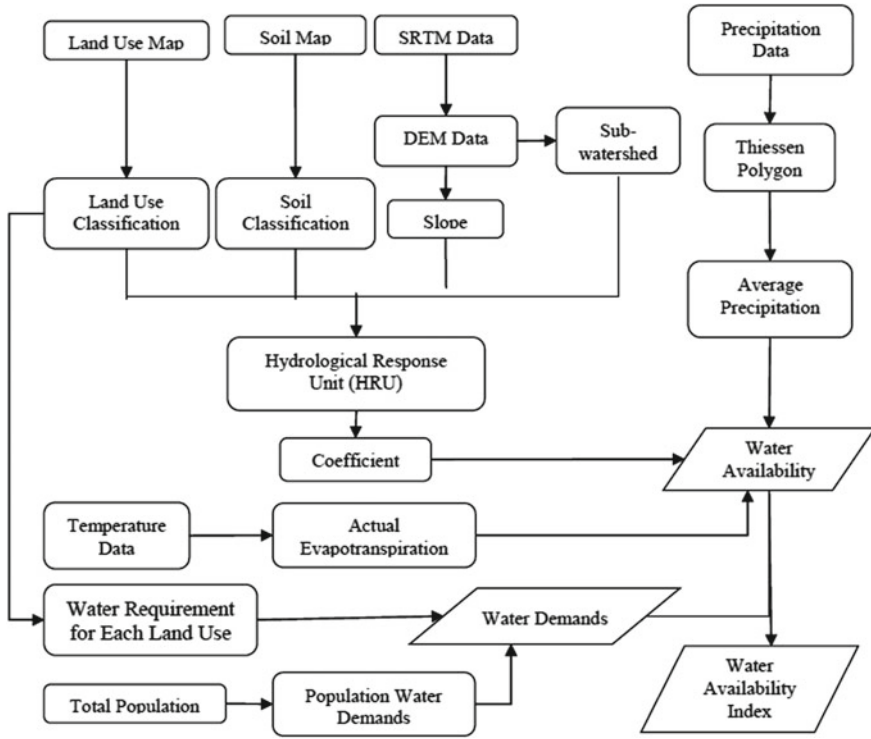 Land Use Map
Soil Map
SRTM Data
Precipitation
Data
DEM Data
Sub-
watershed
Thiessen
Polygon
Land Use
Classification
Soil
Classification
Slope
Average
Precipitation
Hydrological Response
Unit (HRU)
Coefficient
Water
Availability
Temperature
Data
Actual
Evapotranspiration
Water Requirement
for Each Land Use
Water Demands
Total Population
Population Water
Demands
Water
Availability
Index